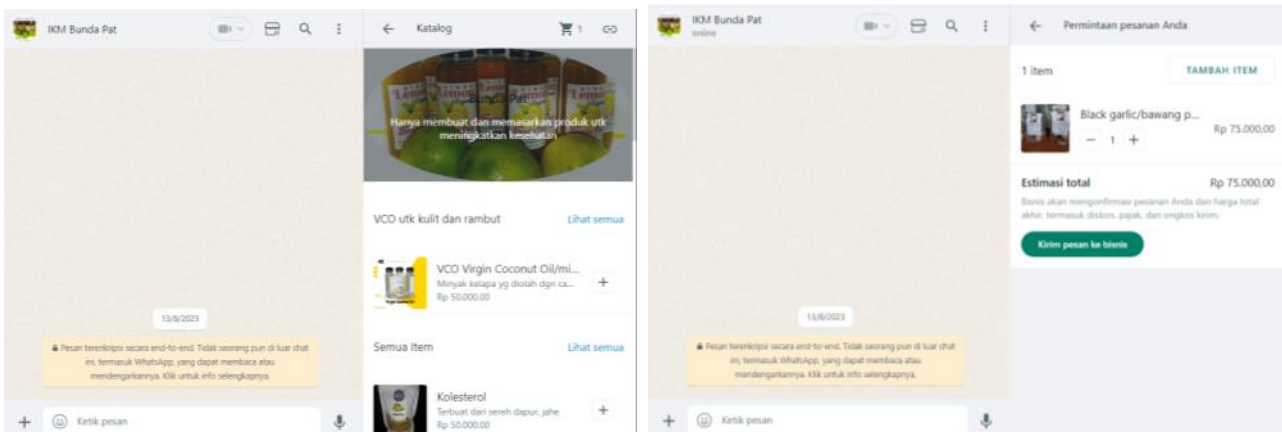 IKM Bunda Pat
13/8/2023
Pesan terenkripsi secara end-to-end. Tidak seorang pun di luar chat
ini, termasuk WhatsApp, yang dapat membaca atau
mendengarkannya. Klik untuk info selengkapnya.
Ketik pesan
Katalog
1
Bunda Pat
Hanya membuat dan memasarkan produk utk
meningkatkan kesehatan
VCO utk kulit dan rambut
Lihat semua
VCO Virgin Coconut Oil/mi...
Minyak kelapa yg diolah dgn ca...
Rp 50.000,00
Semua Item
Lihat semua
Kolesterol
Terbuat dari sereh dapur, jahe
Rp 50.000,00
IKM Bunda Pat
online
13/8/2023
Pesan terenkripsi secara end-to-end. Tidak seorang pun di luar chat
ini, termasuk WhatsApp, yang dapat membaca atau
mendengarkannya. Klik untuk info selengkapnya.
Ketik pesan
Permintaan pesanan Anda
1 item
TAMBAH ITEM
Black garlic/bawang p...
Rp 75.000,00
1
Estimasi total
Rp 75.000,00
Bisnis akan mengonfirmasi pesanan Anda dan harga total
akhir, termasuk diskon, pajak, dan ongkos kirim.
Kirim pesan ke bisnis